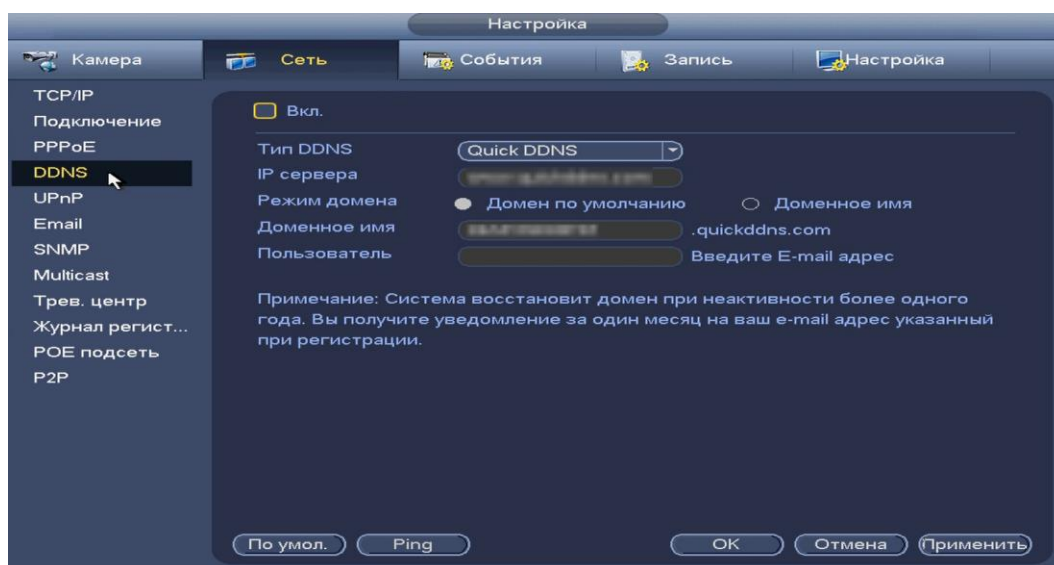 Настройка
Камера
Сеть
События
Запись
Настройка
TCP/IP
Подключение
PPPoE
DDNS
UPnP
Email
SNMP
Multicast
Трев. центр
Журнал регист...
POE подсеть
P2P
Вкл.
Тип DDNS Quick DDNS
IP сервера
Режим домена Домен по умолчанию Доменное имя
Доменное имя .quickddns.com
Пользователь Введите E-mail адрес
Примечание: Система восстановит домен при неактивности более одного
года. Вы получите уведомление за один месяц на ваш e-mail адрес указанный
при регистрации.
По умол. Ping OK Отмена Применить